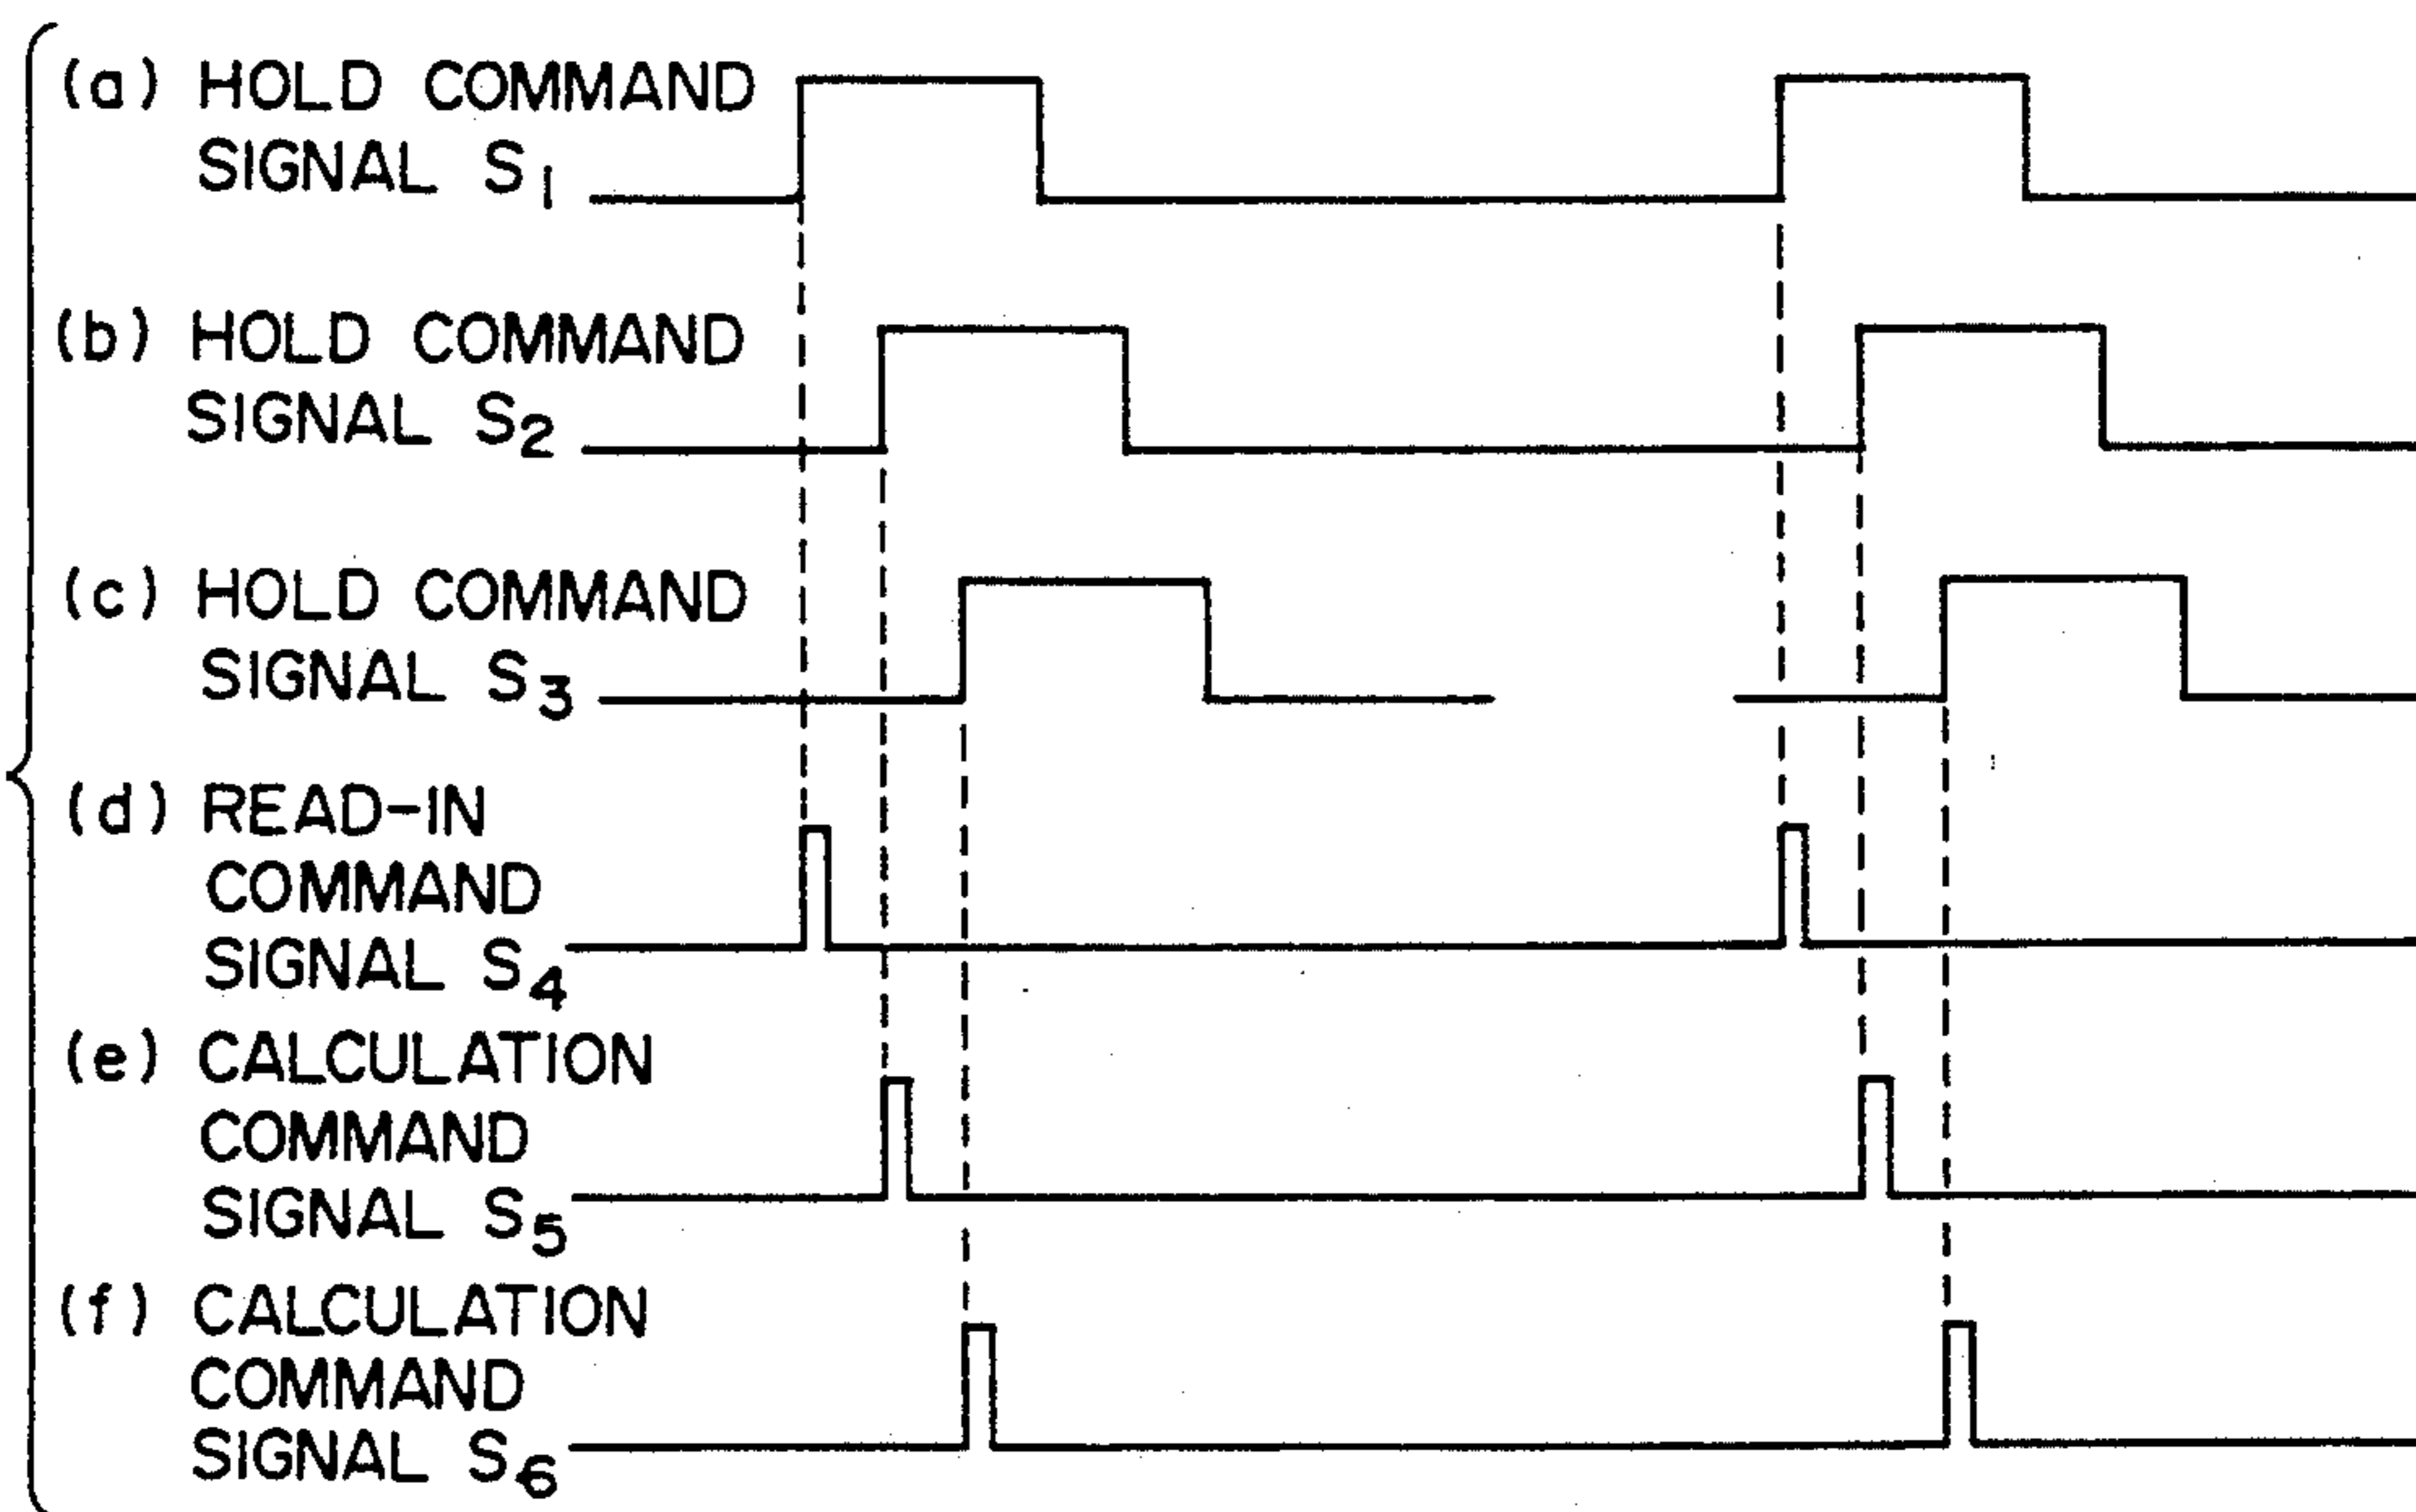 (a) HOLD COMMAND
SIGNAL S1
(b) HOLD COMMAND
SIGNAL S2
(c) HOLD COMMAND
SIGNAL S3
(d) READ-IN
COMMAND
SIGNAL S4
(e) CALCULATION
COMMAND
SIGNAL S5
(f) CALCULATION
COMMAND
SIGNAL S6